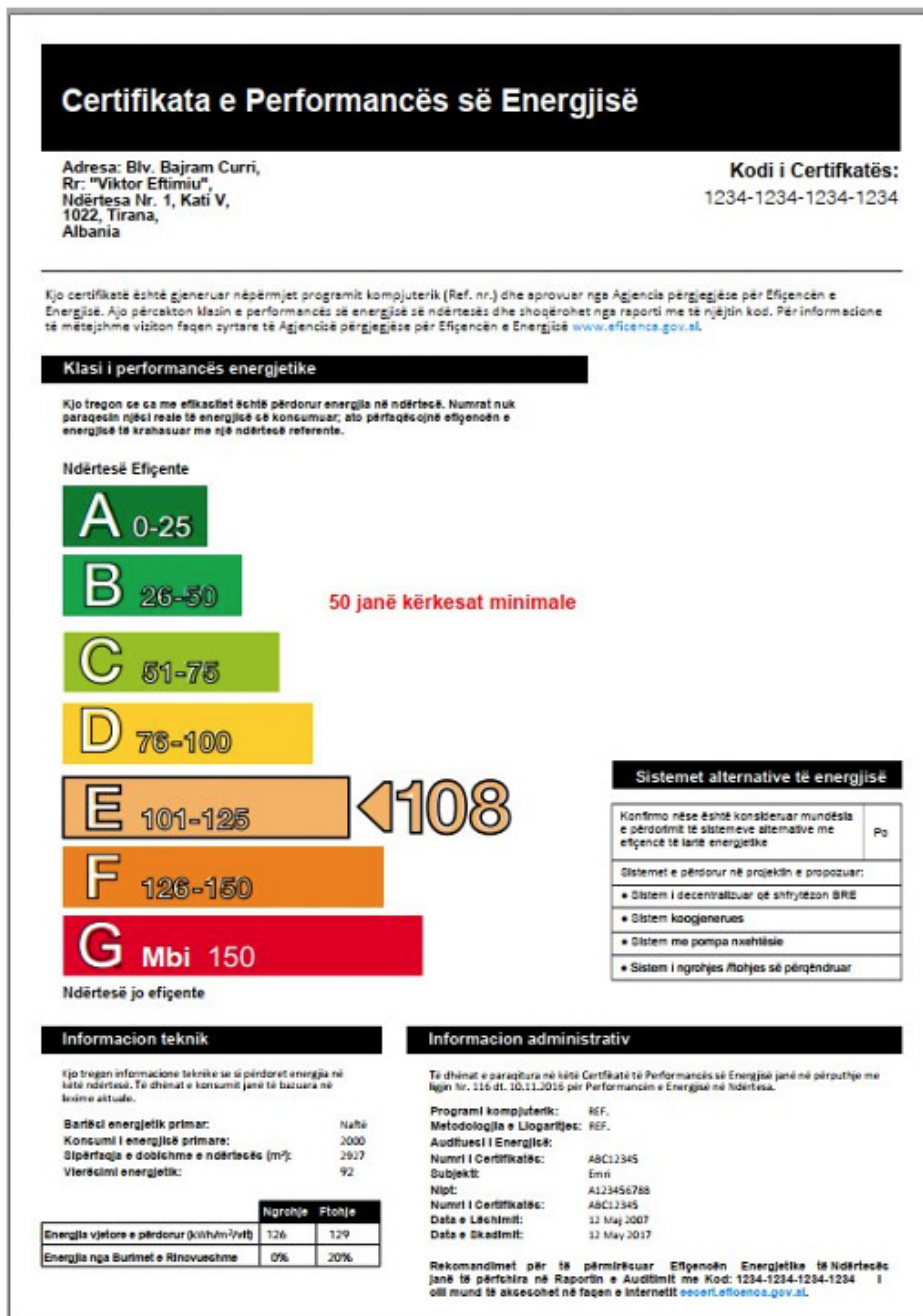 Certifikata e Performancës së Energjisë
Adresa: Blv. Bajram Curri,
Rr: "Viktor Eftimiu",
Ndërtesa Nr. 1, Kati V,
1022, Tirana,
Albania
Kodi i Certifkatës:
1234-1234-1234-1234
Kjo certifikatë është gjeneruar nëpërmjet programit kompjuterik (Ref. nr.) dhe aprovuar nga Agjencia përgjegjëse për Efiçencën e
Energjisë. Ajo përcakton klasin e performancës së energjisë së ndërtesës dhe shoqërohet nga raporti me të njëjtin kod. Për informacione
të mëtejshme viziton faqen zyrtare të Agjencisë përgjegjëse për Efiçencën e Energjisë www.eficenca.gov.al.
Klasi i performancës energjetike
Kjo tregon se sa me efikasitet është përdorur energjia në ndërtesë. Numrat nuk
paraqesin njësi reale të energjisë së konsumuar; ato përfaqësojnë efiçencën e
energjisë të krahasuar me një ndërtesë referente.
Ndërtesë Efiçente
A 0-25
B 26-50
50 janë kërkesat minimale
C 51-75
D 76-100
E 101-125
108
F 126-150
G Mbi 150
Ndërtesë jo efiçente
Sistemet alternative të energjisë
Konfirmo nëse është konsideruar mundësia
e përdorimit të sistemeve alternative me
efiçencë të lartë energjetike
Po
Sistemet e përdorur në projektin e propozuar:
• Sistem i decentralizuar që shfrytëzon BRE
• Sistem koogjenerues
• Sistem me pompa nxehtësie
• Sistem i ngrohjes /ftohjes së përqëndruar
Informacion teknik
Kjo tregon informacione teknike se si përdoret energjia në
këtë ndërtesë. Të dhënat e konsumit janë të bazuara në
lexime aktuale.
Bartësi energjetik primar: Naftë
Konsumi i energjisë primare: 2000
Sipërfaqja e dobishme e ndërtesës (m²): 2927
Vlerësimi energjetik: 92
Ngrohje Ftohje
Energjia vjetore e përdorur (kWh/m²/vit) 126 129
Energjia nga Burimet e Rinovueshme 0% 20%
Informacion administrativ
Të dhënat e paraqitura në këtë Certfikatë të Performancës së Energjisë janë në përputhje me
ligjin Nr. 116 dt. 10.11.2016 për Performancën e Energjisë në Ndërtesa.
Programi kompjuterik: REF.
Metodologjia e Llogaritjes: REF.
Audituesi i Energjisë:
Numri i Certifikatës: ABC12345
Subjekti: Emri
Nipt: A123456788
Numri i Certifikatës: ABC12345
Data e Lëshimit: 12 Maj 2007
Data e Skadimit: 12 May 2017
Rekomandimet për të përmirësuar Efiçencën Energjetike të Ndërtesës
janë të përfshira në Raportin e Auditimit me Kod: 1234-1234-1234-1234 i
cili mund të aksesohet në faqen e internetit eecert.eficenca.gov.al.